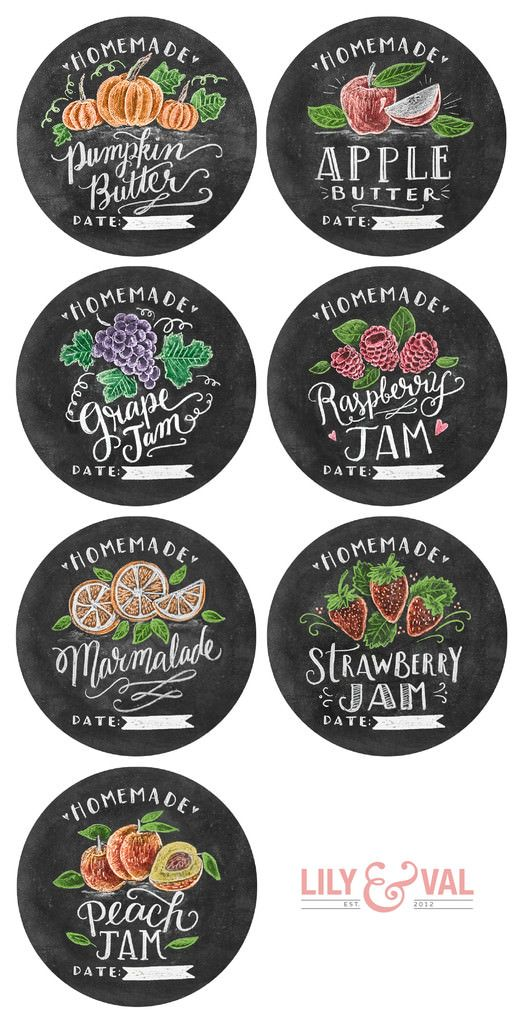 HOMEMADE
Pumpkin
Butter
DATE:
HOMEMADE
APPLE
BUTTER
DATE:
HOMEMADE
Grape
Jam
DATE:
HOMEMADE
Raspberry
JAM
DATE:
HOMEMADE
Marmalade
DATE:
HOMEMADE
STRAWBERRY
JAM
DATE:
HOMEMADE
Peach
JAM
DATE:
LILY & VAL
EST. 2012